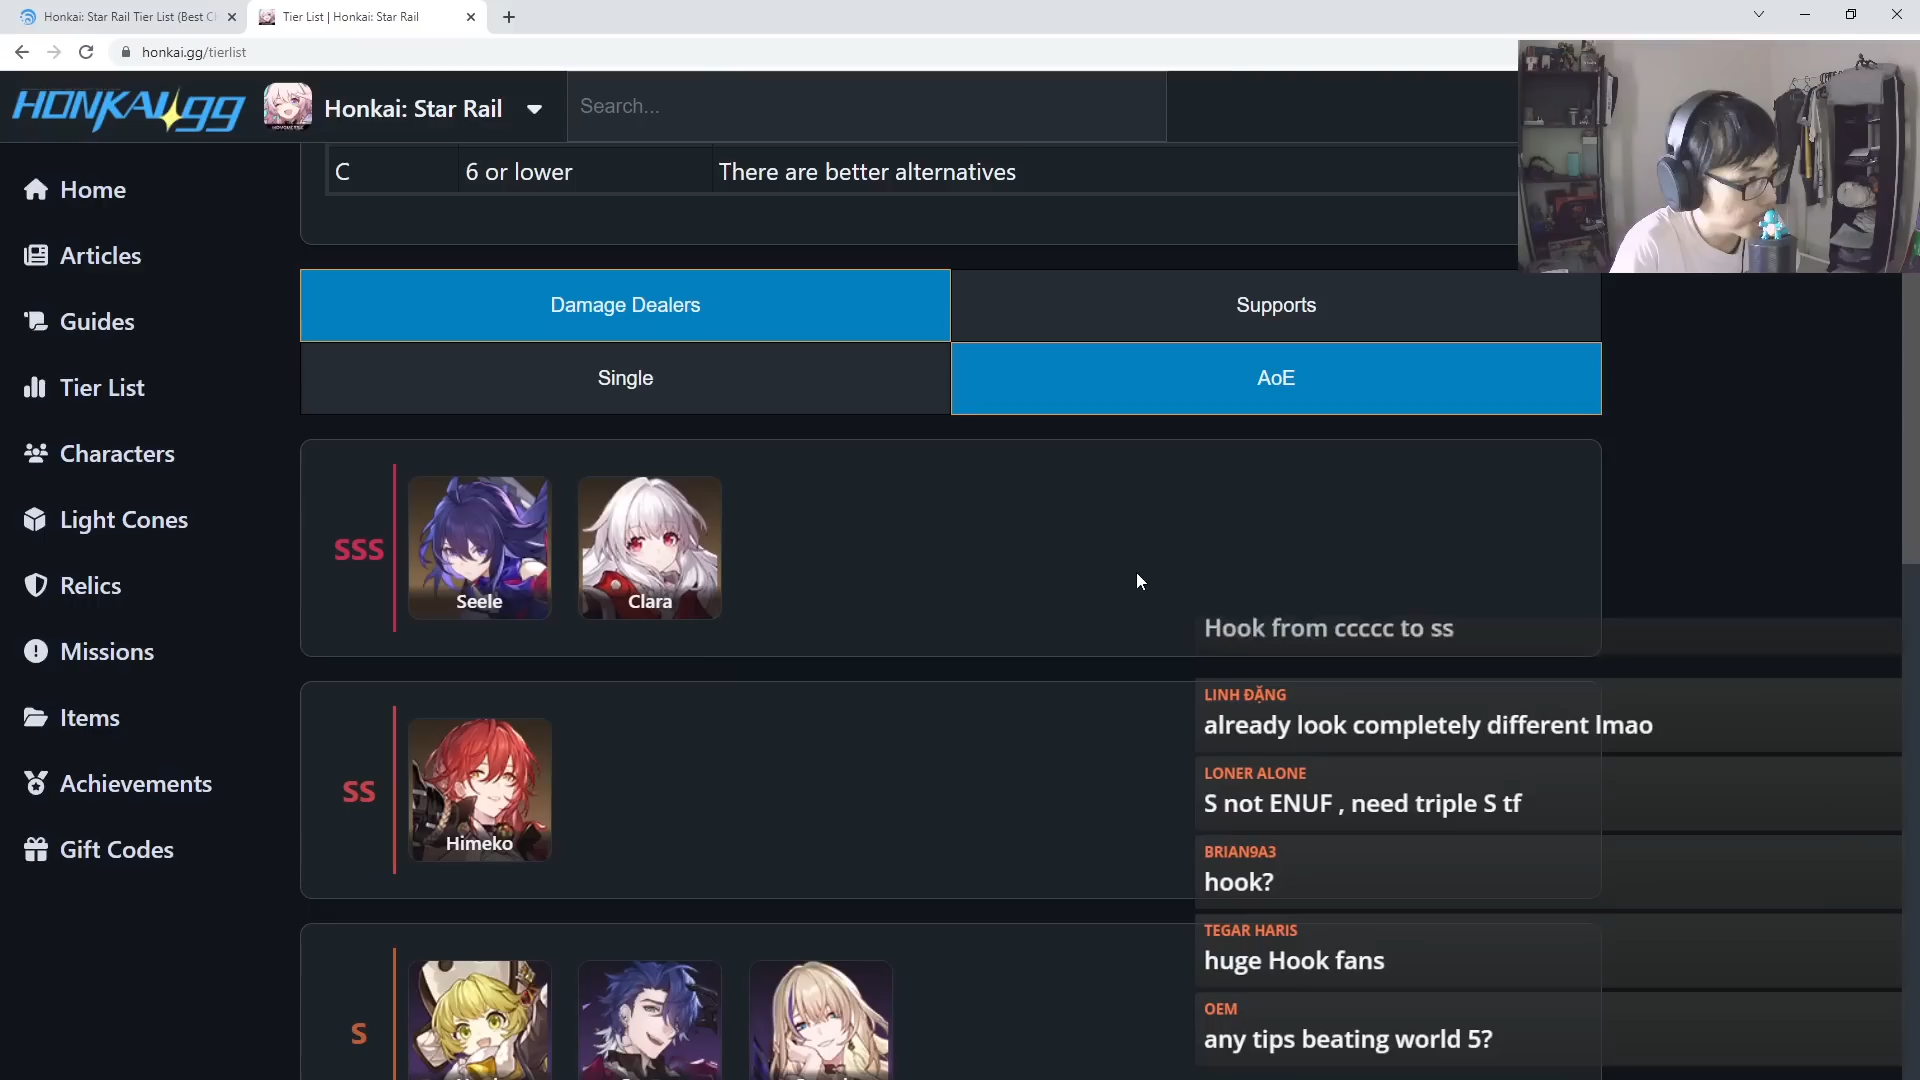 Honkai: Star Rail Tier List (Best C
Tier List | Honkai: Star Rail
honkai.gg/tierlist
HONKAI.gg
Honkai: Star Rail
Search...
Home
Articles
Guides
Tier List
Characters
Light Cones
Relics
Missions
Items
Achievements
Gift Codes
C 6 or lower There are better alternatives
Damage Dealers Supports
Single AoE
SSS
Seele Clara
SS
Himeko
S
Hook from ccccc to ss
LINH ĐẶNG
already look completely different lmao
LONER ALONE
S not ENUF , need triple S tf
BRIAN9A3
hook?
TEGAR HARIS
huge Hook fans
OEM
any tips beating world 5?